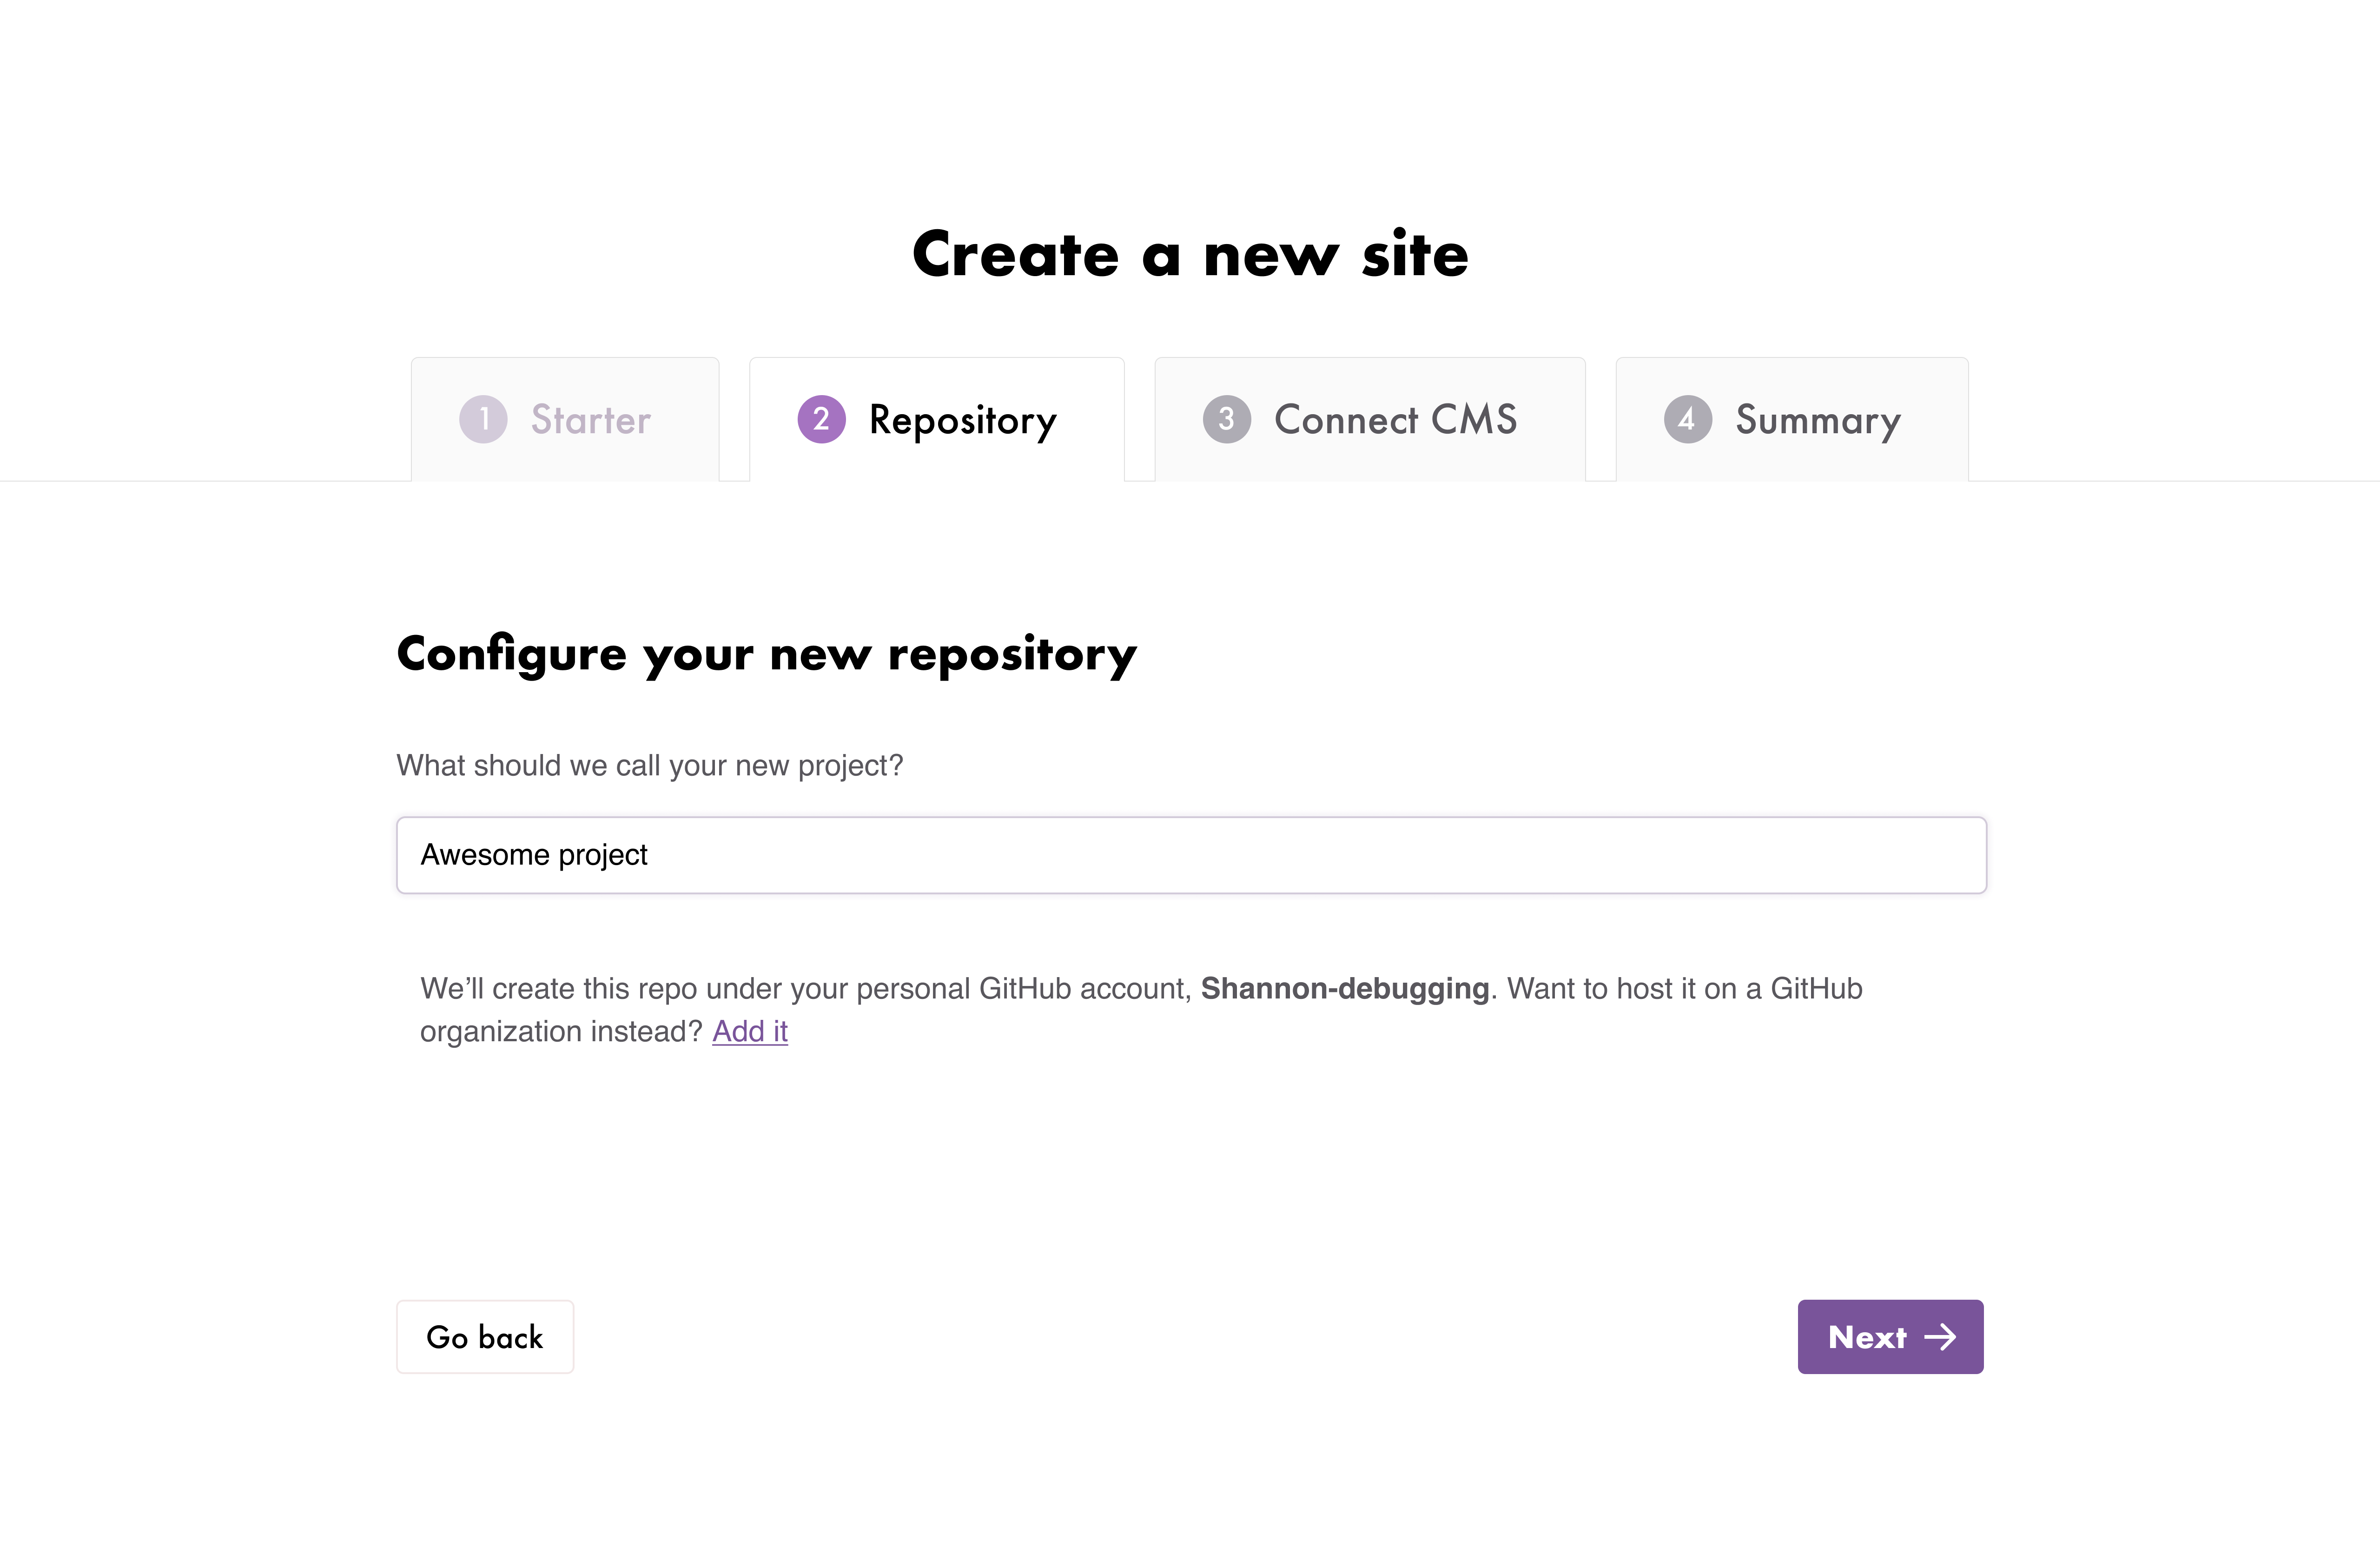 Create a new site
1 Starter
2 Repository
3 Connect CMS
4 Summary
Configure your new repository
What should we call your new project?
Awesome project
We’ll create this repo under your personal GitHub account, Shannon-debugging. Want to host it on a GitHub
organization instead? Add it
Go back
Next →